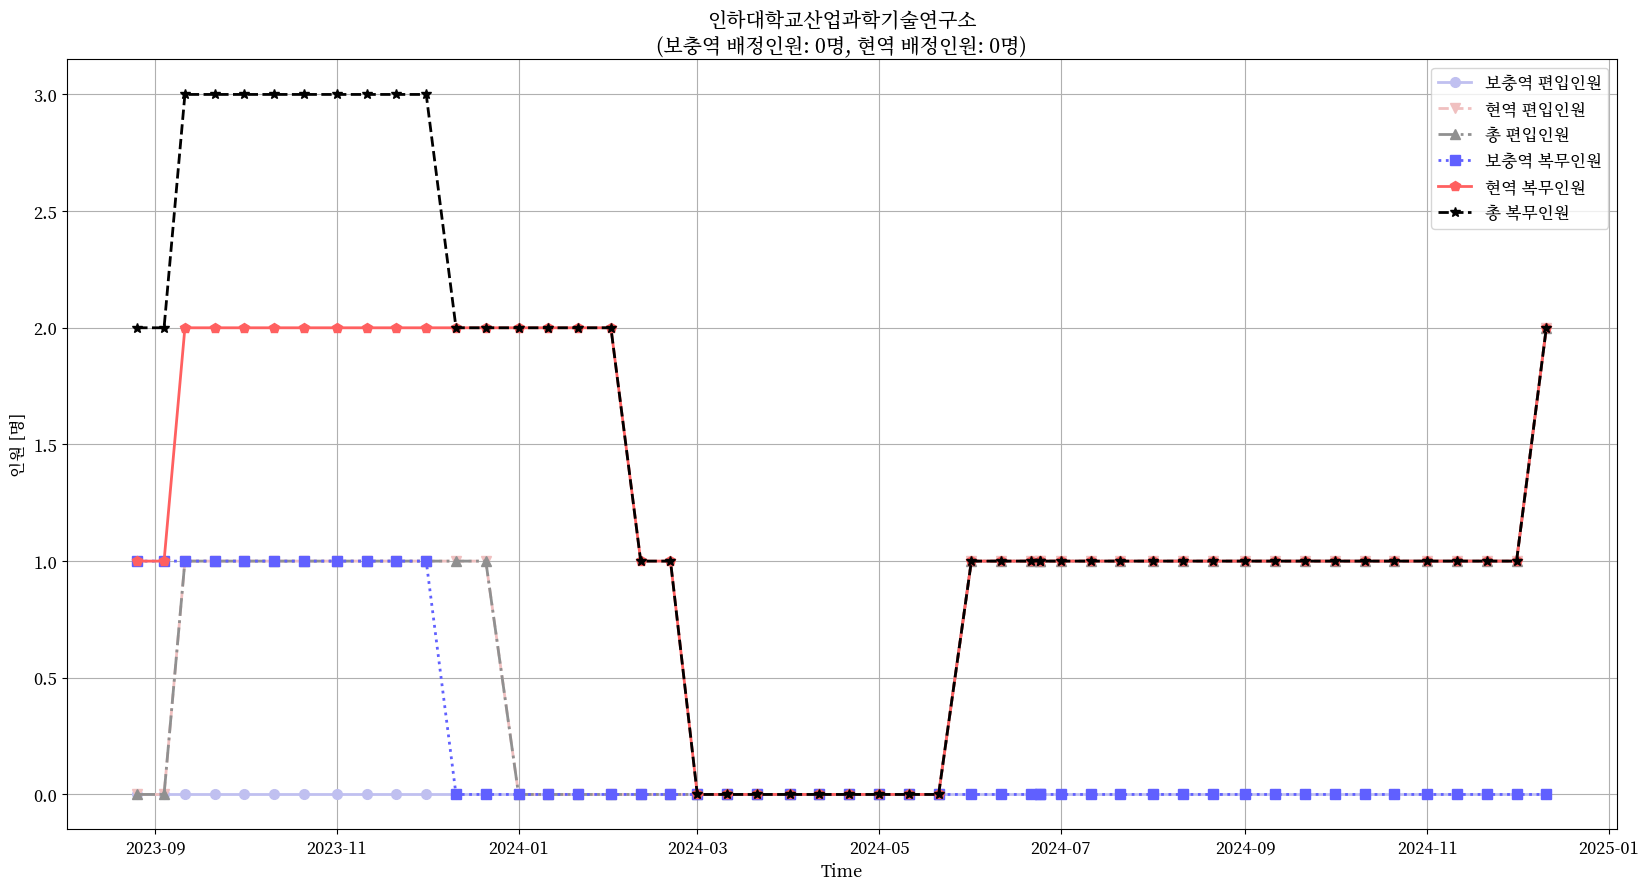 인하대학교산업과학기술연구소
(보충역 배정인원: 0명, 현역 배정인원: 0명)
보충역 편입인원
현역 편입인원
총 편입인원
보충역 복무인원
현역 복무인원
총 복무인원
인원 [명]
3.0
2.5
2.0
1.5
1.0
0.5
0.0
2023-09
2023-11
2024-01
2024-03
2024-05
2024-07
2024-09
2024-11
2025-01
Time